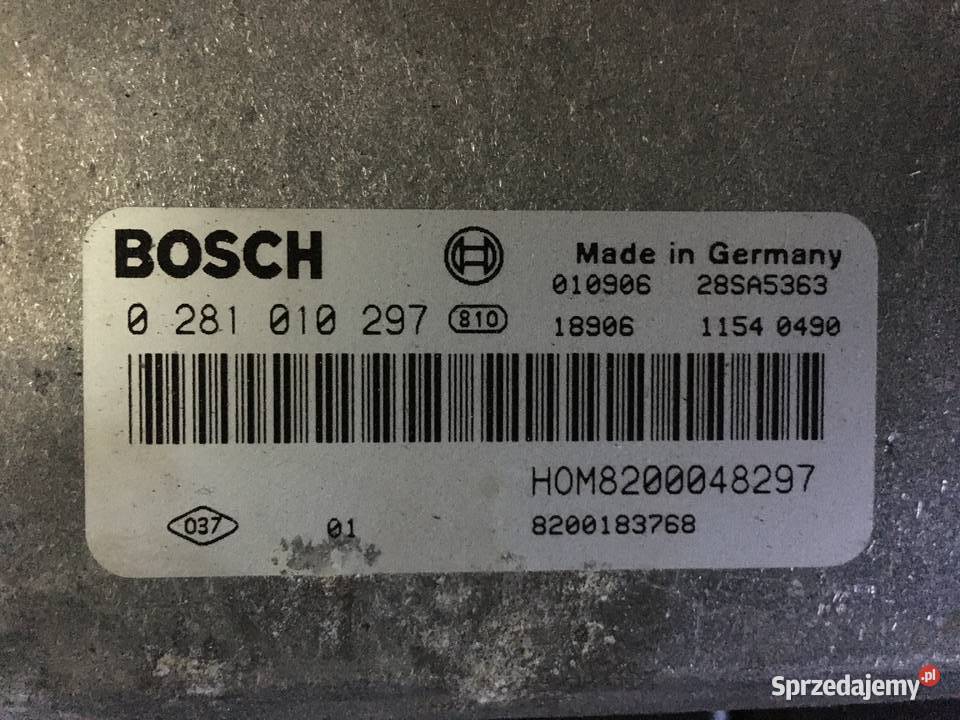 BOSCH
Made in Germany
010906 28SA5363
0 281 010 297 810
18906 1154 0490
HOM8200048297
037 01
8200183768
Sprzedajemy.pl